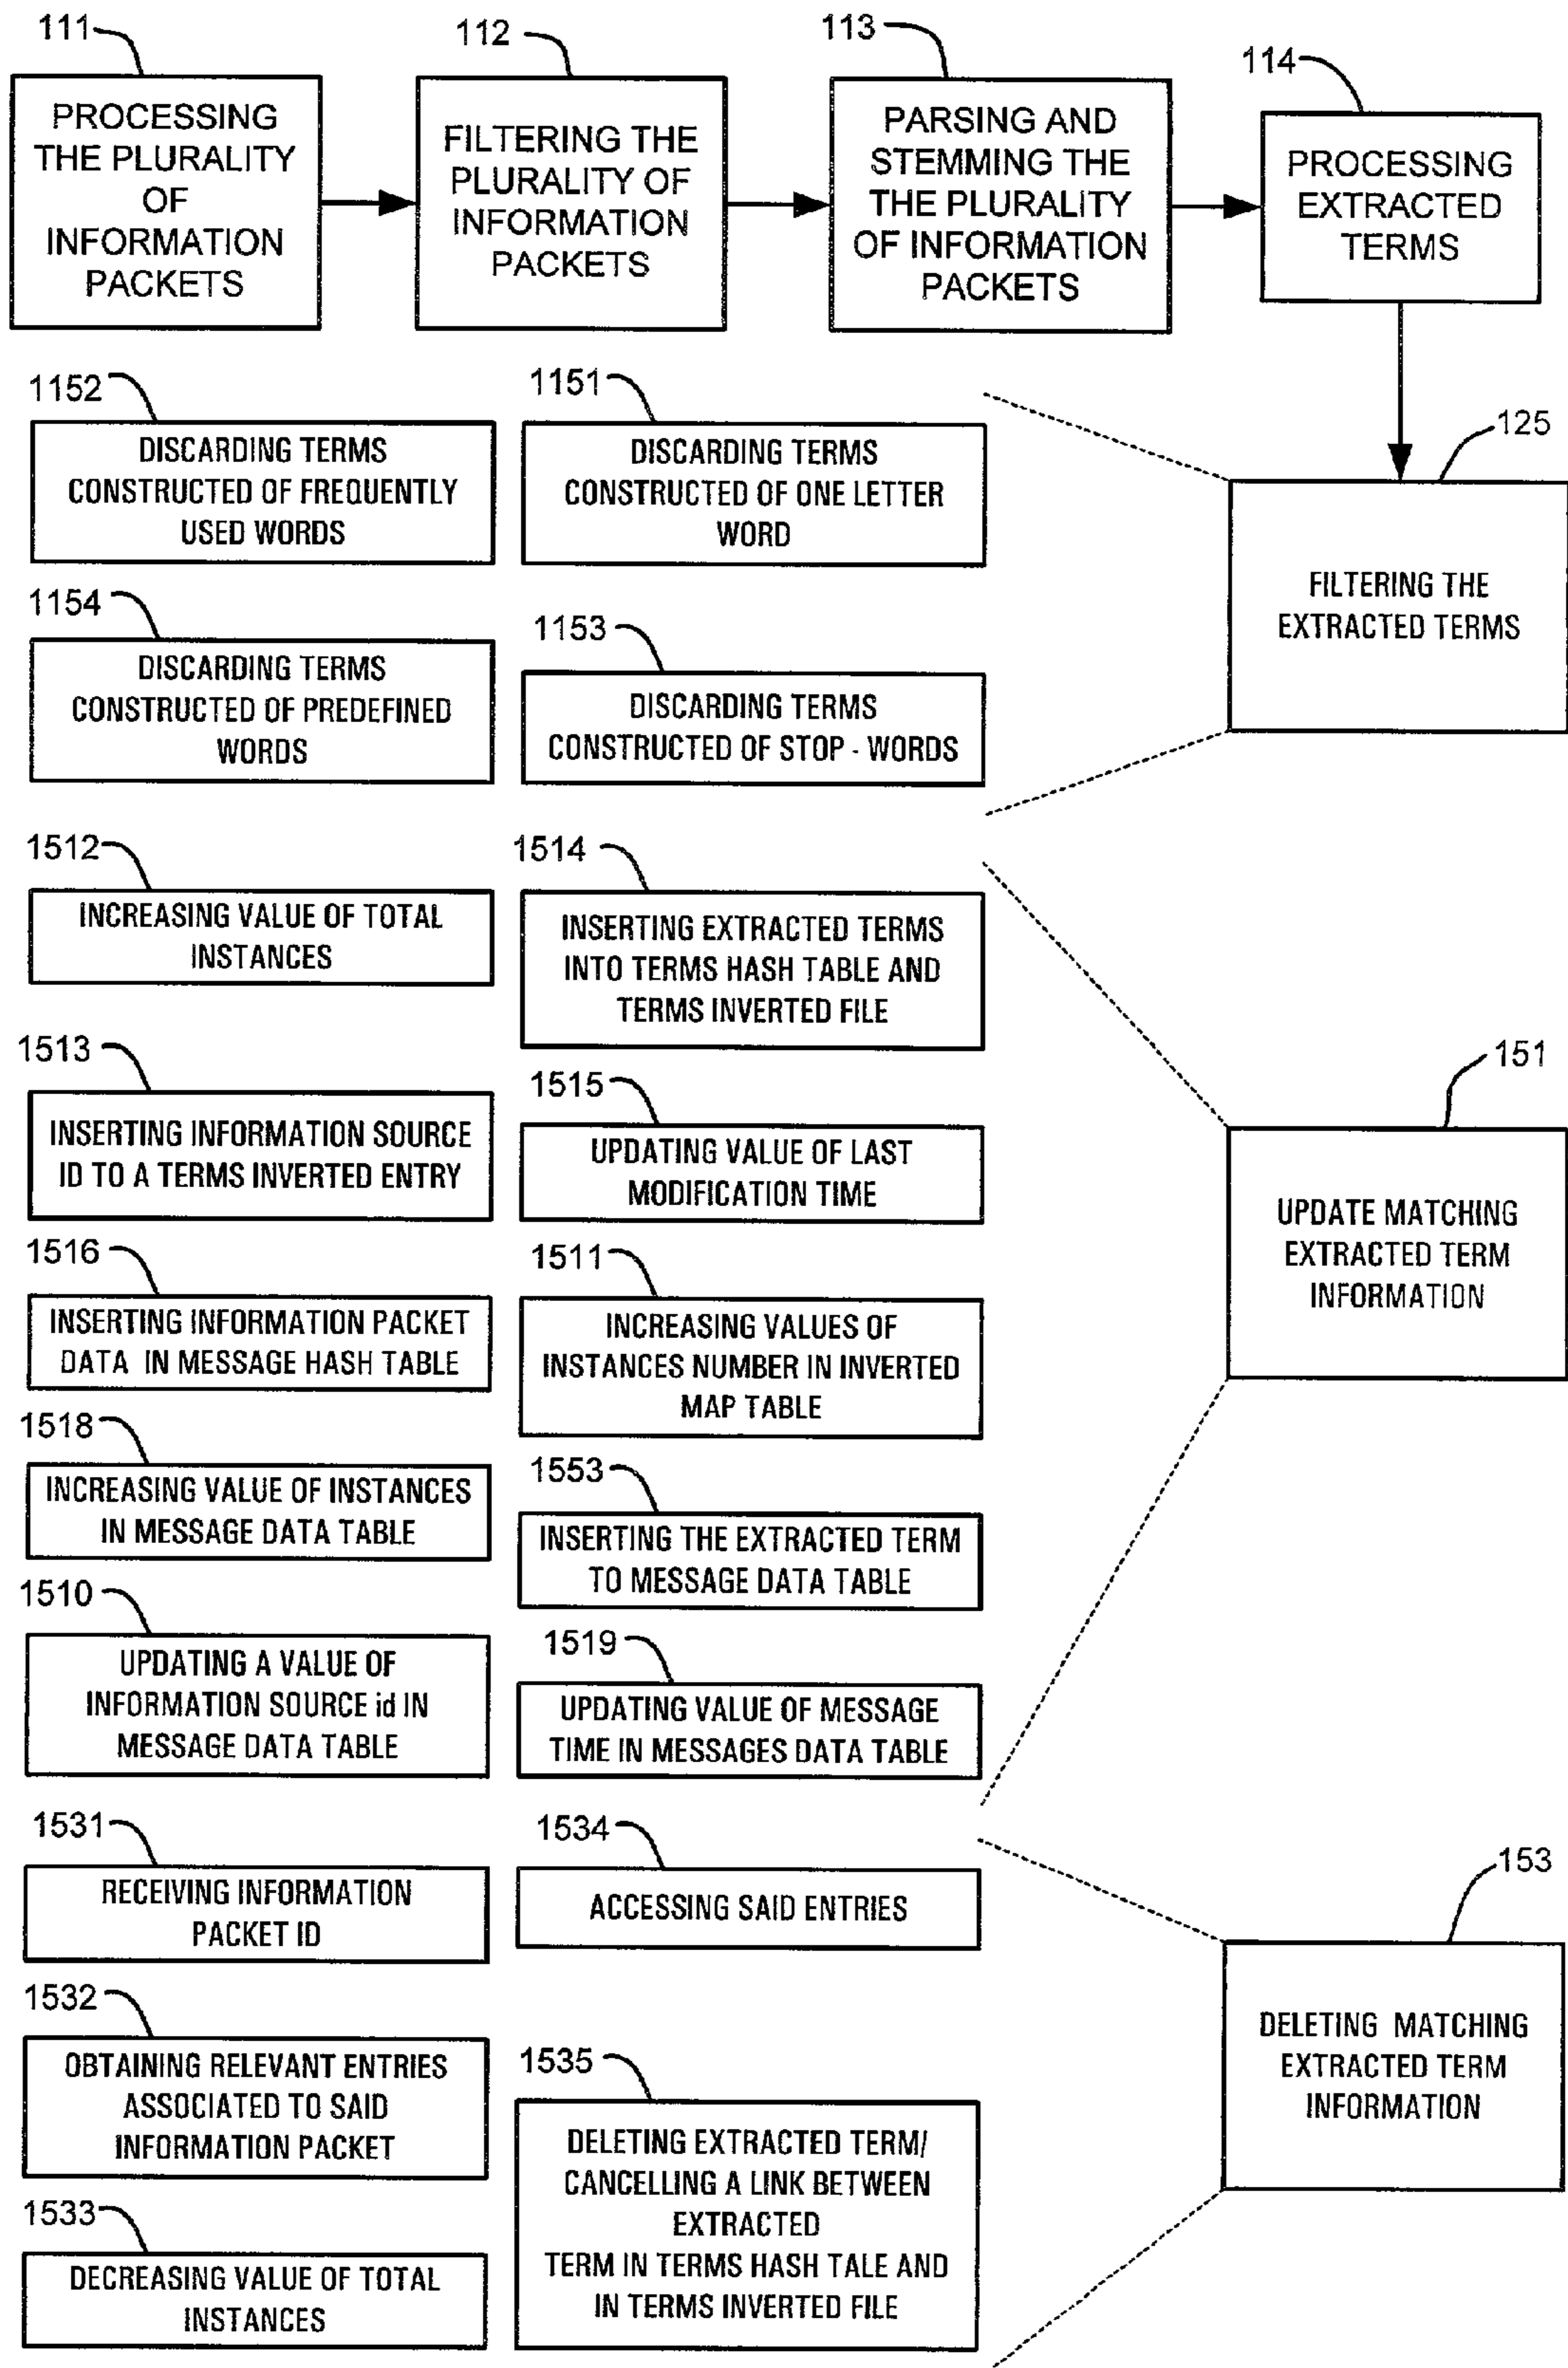 111
PROCESSING
THE PLURALITY
OF
INFORMATION
PACKETS
112
FILTERING THE
PLURALITY OF
INFORMATION
PACKETS
113
PARSING AND
STEMMING THE
THE PLURALITY
OF INFORMATION
PACKETS
114
PROCESSING
EXTRACTED
TERMS
1152
DISCARDING TERMS
CONSTRUCTED OF FREQUENTLY
USED WORDS
1151
DISCARDING TERMS
CONSTRUCTED OF ONE LETTER
WORD
125
FILTERING THE
EXTRACTED TERMS
1154
DISCARDING TERMS
CONSTRUCTED OF PREDEFINED
WORDS
1153
DISCARDING TERMS
CONSTRUCTED OF STOP - WORDS
1512
INCREASING VALUE OF TOTAL
INSTANCES
1514
INSERTING EXTRACTED TERMS
INTO TERMS HASH TABLE AND
TERMS INVERTED FILE
1513
INSERTING INFORMATION SOURCE
ID TO A TERMS INVERTED ENTRY
1515
UPDATING VALUE OF LAST
MODIFICATION TIME
151
UPDATE MATCHING
EXTRACTED TERM
INFORMATION
1516
INSERTING INFORMATION PACKET
DATA IN MESSAGE HASH TABLE
1511
INCREASING VALUES OF
INSTANCES NUMBER IN INVERTED
MAP TABLE
1518
INCREASING VALUE OF INSTANCES
IN MESSAGE DATA TABLE
1553
INSERTING THE EXTRACTED TERM
TO MESSAGE DATA TABLE
1510
UPDATING A VALUE OF
INFORMATION SOURCE id IN
MESSAGE DATA TABLE
1519
UPDATING VALUE OF MESSAGE
TIME IN MESSAGES DATA TABLE
1531
RECEIVING INFORMATION
PACKET ID
1534
ACCESSING SAID ENTRIES
153
DELETING MATCHING
EXTRACTED TERM
INFORMATION
1532
OBTAINING RELEVANT ENTRIES
ASSOCIATED TO SAID
INFORMATION PACKET
1535
DELETING EXTRACTED TERM/
CANCELLING A LINK BETWEEN
EXTRACTED
TERM IN TERMS HASH TALE AND
IN TERMS INVERTED FILE
1533
DECREASING VALUE OF TOTAL
INSTANCES